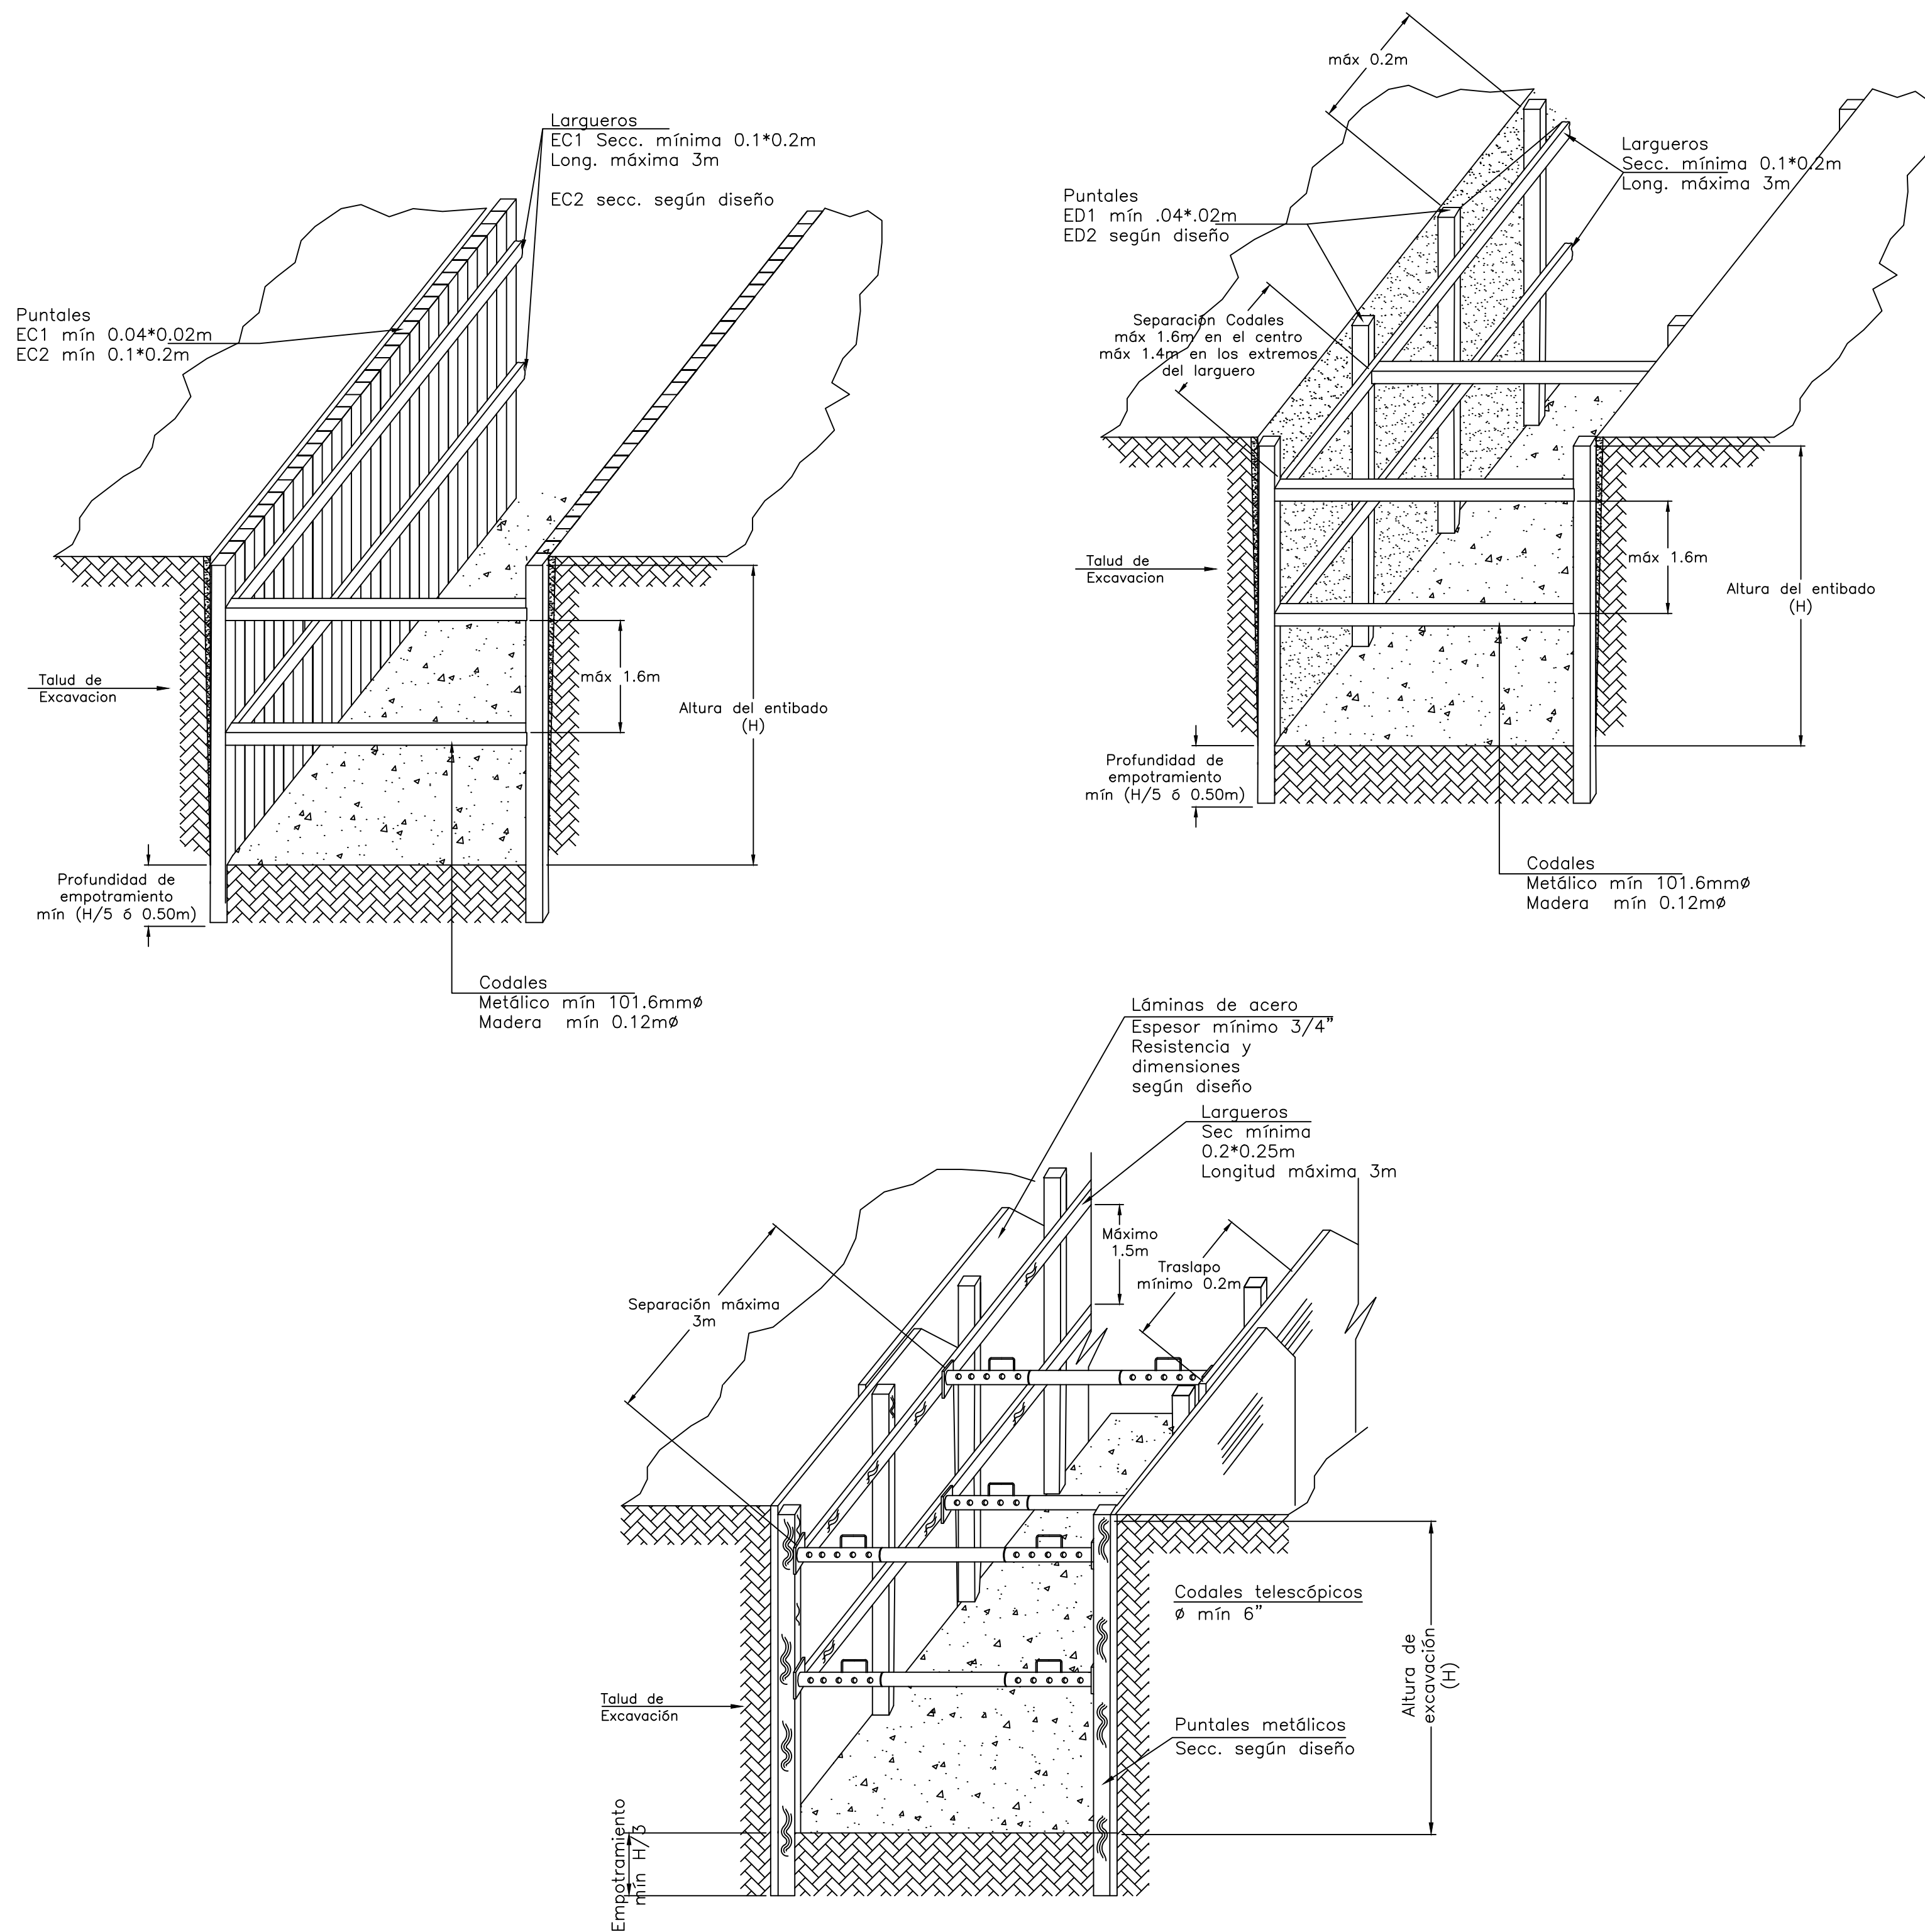 Largueros
EC1 Secc. mínima 0.1*0.2m
Long. máxima 3m
EC2 secc. según diseño
Puntales
EC1 mín 0.04*0.02m
EC2 mín 0.1*0.2m
Talud de
Excavacion
máx 1.6m
Altura del entibado
(H)
Profundidad de
empotramiento
mín (H/5 ó 0.50m)
Codales
Metálico mín 101.6mmø
Madera mín 0.12mø
máx 0.2m
Largueros
Secc. mínima 0.1*0.2m
Long. máxima 3m
Puntales
ED1 mín .04*.02m
ED2 según diseño
Separación Codales
máx 1.6m en el centro
máx 1.4m en los extremos
del larguero
Talud de
Excavacion
máx 1.6m
Altura del entibado
(H)
Profundidad de
empotramiento
mín (H/5 ó 0.50m)
Codales
Metálico mín 101.6mmø
Madera mín 0.12mø
Láminas de acero
Espesor mínimo 3/4"
Resistencia y
dimensiones
según diseño
Largueros
Sec mínima
0.2*0.25m
Longitud máxima 3m
Máximo
1.5m
Traslapo
mínimo 0.2m
Separación máxima
3m
Codales telescópicos
ø mín 6"
Altura de
excavación
(H)
Talud de
Excavación
Puntales metálicos
Secc. según diseño
Empotramiento
mín H/3